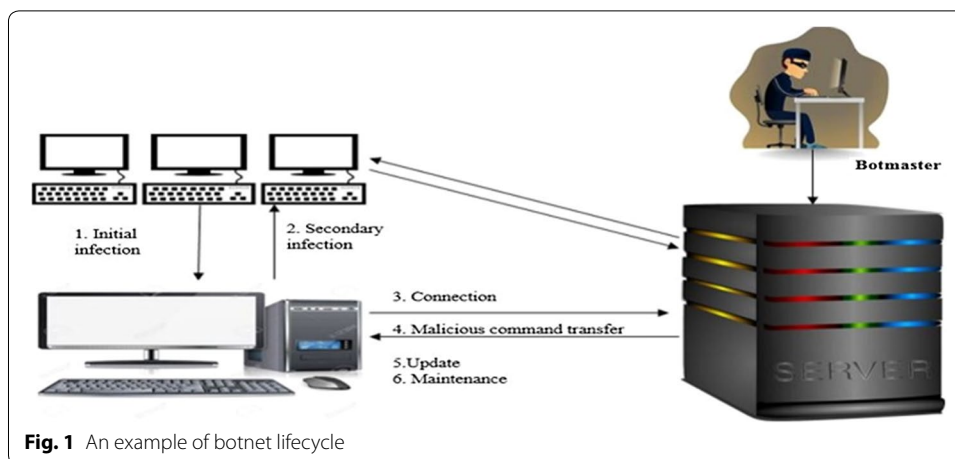 Botmaster
1. Initial
infection
2. Secondary
infection
3. Connection
4. Malicious command transfer
5.Update
6. Maintenance
SERVER
Fig. 1 An example of botnet lifecycle